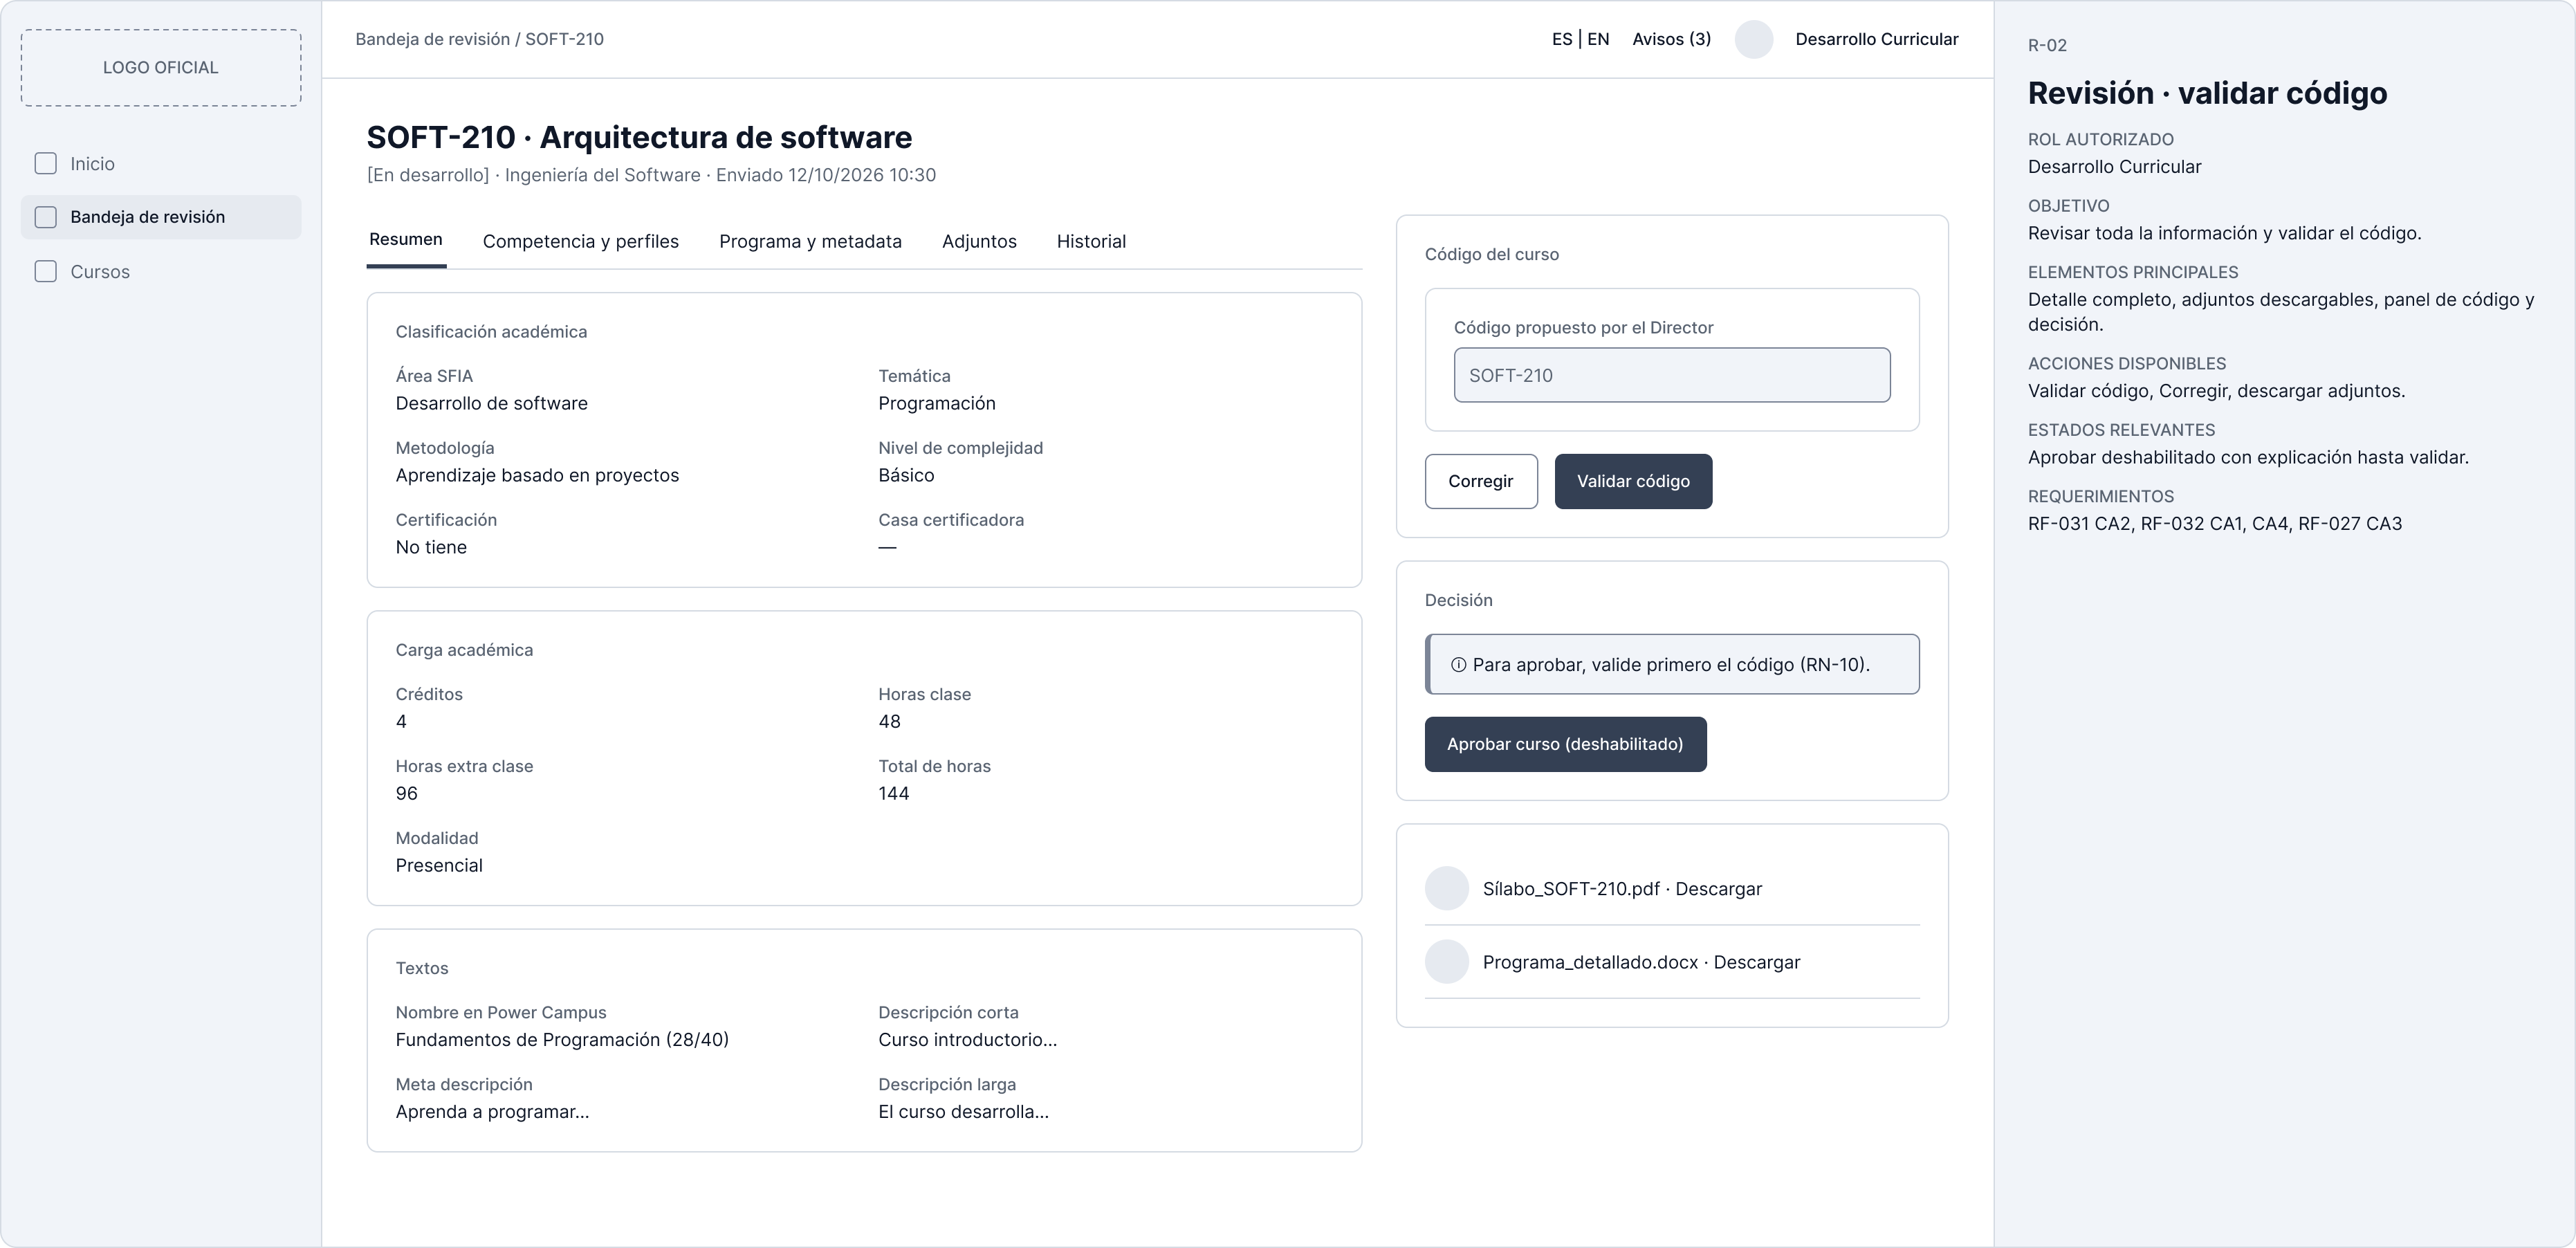 LOGO OFICIAL
Inicio
Bandeja de revisión
Cursos
Bandeja de revisión / SOFT-210
ES | EN
Avisos (3)
Desarrollo Curricular
SOFT-210 · Arquitectura de software
[En desarrollo] · Ingeniería del Software · Enviado 12/10/2026 10:30
Resumen
Competencia y perfiles
Programa y metadata
Adjuntos
Historial
Clasificación académica
Área SFIA
Desarrollo de software
Temática
Programación
Metodología
Aprendizaje basado en proyectos
Nivel de complejidad
Básico
Certificación
No tiene
Casa certificadora
—
Carga académica
Créditos
4
Horas clase
48
Horas extra clase
96
Total de horas
144
Modalidad
Presencial
Textos
Nombre en Power Campus
Fundamentos de Programación (28/40)
Descripción corta
Curso introductorio...
Meta descripción
Aprenda a programar...
Descripción larga
El curso desarrolla...
Código del curso
Código propuesto por el Director
SOFT-210
Corregir
Validar código
Decisión
ⓘ Para aprobar, valide primero el código (RN-10).
Aprobar curso (deshabilitado)
Sílabo_SOFT-210.pdf · Descargar
Programa_detallado.docx · Descargar
R-02
Revisión · validar código
ROL AUTORIZADO
Desarrollo Curricular
OBJETIVO
Revisar toda la información y validar el código.
ELEMENTOS PRINCIPALES
Detalle completo, adjuntos descargables, panel de código y
decisión.
ACCIONES DISPONIBLES
Validar código, Corregir, descargar adjuntos.
ESTADOS RELEVANTES
Aprobar deshabilitado con explicación hasta validar.
REQUERIMIENTOS
RF-031 CA2, RF-032 CA1, CA4, RF-027 CA3